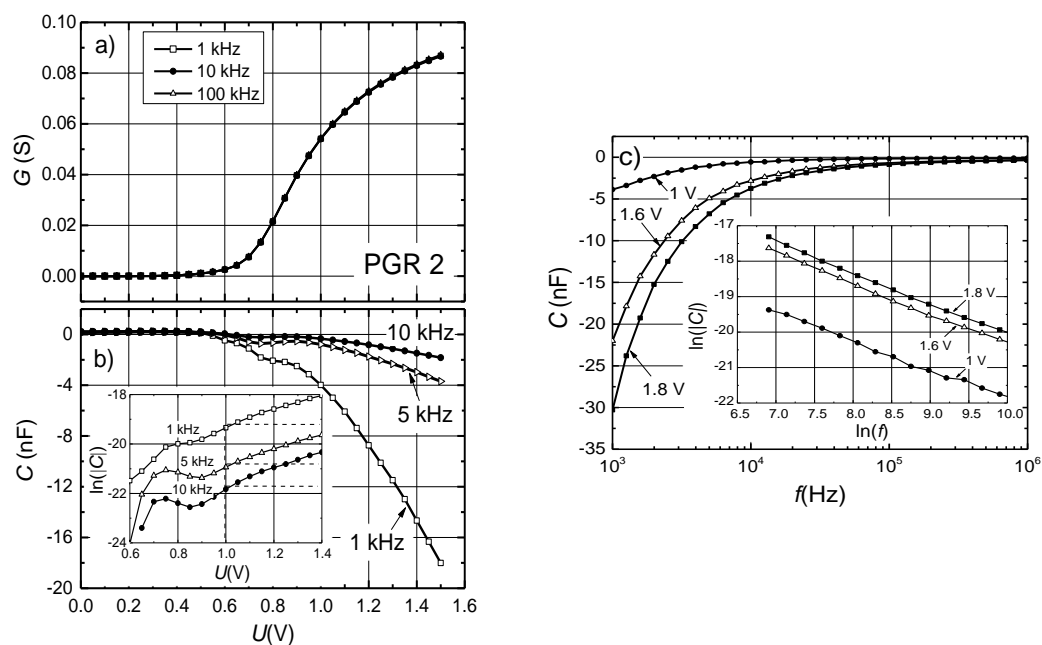 a)
1 kHz
10 kHz
100 kHz
0.10
0.08
0.06
0.04
0.02
0.00
G (S)
PGR 2
b)
10 kHz
5 kHz
1 kHz
0
-4
-8
-12
-16
-20
C (nF)
-18
-20
-22
-24
ln(|C|)
1 kHz
5 kHz
10 kHz
0.6 0.8 1.0 1.2 1.4
U(V)
0.0 0.2 0.4 0.6 0.8 1.0 1.2 1.4 1.6
U(V)
c)
0
-5
-10
-15
-20
-25
-30
-35
C (nF)
1 V
1.6 V
1.8 V
-17
-18
-19
-20
-21
-22
ln(|C|)
1.8 V
1.6 V
1 V
6.5 7.0 7.5 8.0 8.5 9.0 9.5 10.0
ln(f)
10³ 10⁴ 10⁵ 10⁶
f(Hz)